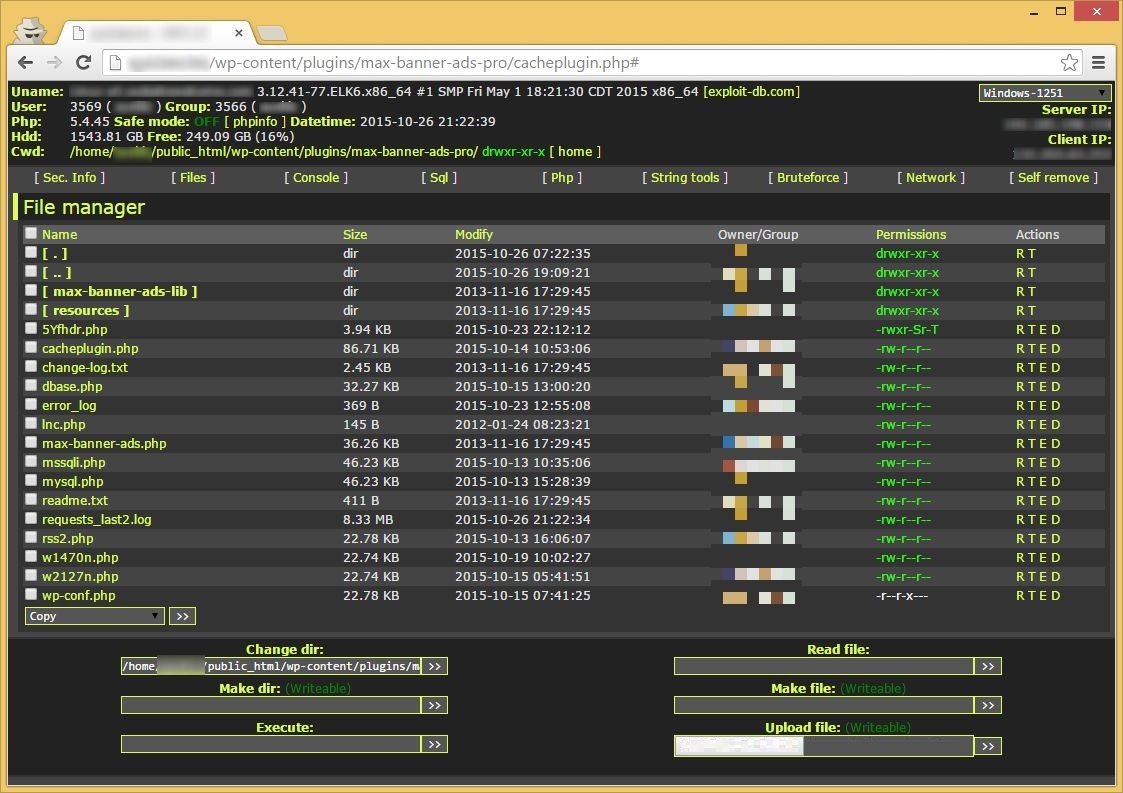 /wp-content/plugins/max-banner-ads-pro/cacheplugin.php#
Uname: 3.12.41-77.ELK6.x86_64 #1 SMP Fri May 1 18:21:30 CDT 2015 x86_64 [exploit-db.com] Windows-1251
User: 3569 ( ) Group: 3566 ( ) Server IP:
Php: 5.4.45 Safe mode: OFF [ phpinfo ] Datetime: 2015-10-26 21:22:39
Hdd: 1543.81 GB Free: 249.09 GB (16%) Client IP:
Cwd: /home/ /public_html/wp-content/plugins/max-banner-ads-pro/ drwxr-xr-x [ home ]
[ Sec. Info ] [ Files ] [ Console ] [ Sql ] [ Php ] [ String tools ] [ Bruteforce ] [ Network ] [ Self remove ]
File manager
Name Size Modify Owner/Group Permissions Actions
[ . ] dir 2015-10-26 07:22:35 drwxr-xr-x R T
[ .. ] dir 2015-10-26 19:09:21 drwxr-xr-x R T
[ max-banner-ads-lib ] dir 2013-11-16 17:29:45 drwxr-xr-x R T
[ resources ] dir 2013-11-16 17:29:45 drwxr-xr-x R T
5Yfhdr.php 3.94 KB 2015-10-23 22:12:12 -rwxr-Sr-T R T E D
cacheplugin.php 86.71 KB 2015-10-14 10:53:06 -rw-r--r-- R T E D
change-log.txt 2.45 KB 2013-11-16 17:29:45 -rw-r--r-- R T E D
dbase.php 32.27 KB 2015-10-15 13:00:20 -rw-r--r-- R T E D
error_log 369 B 2015-10-23 12:55:08 -rw-r--r-- R T E D
lnc.php 145 B 2012-01-24 08:23:21 -rw-r--r-- R T E D
max-banner-ads.php 36.26 KB 2013-11-16 17:29:45 -rw-r--r-- R T E D
mssqli.php 46.23 KB 2015-10-13 10:35:06 -rw-r--r-- R T E D
mysql.php 46.23 KB 2015-10-13 15:28:39 -rw-r--r-- R T E D
readme.txt 411 B 2013-11-16 17:29:45 -rw-r--r-- R T E D
requests_last2.log 8.33 MB 2015-10-26 21:22:34 -rw-r--r-- R T E D
rss2.php 22.78 KB 2015-10-13 16:06:07 -rw-r--r-- R T E D
w1470n.php 22.74 KB 2015-10-19 10:02:27 -rw-r--r-- R T E D
w2127n.php 22.74 KB 2015-10-15 05:41:51 -rw-r--r-- R T E D
wp-conf.php 22.78 KB 2015-10-15 07:41:25 -r--r-x--- R T E D
Copy >>
Change dir: Read file:
/home/ /public_html/wp-content/plugins/m >> >>
Make dir: (Writeable) Make file: (Writeable)
>> >>
Execute: Upload file: (Writeable)
>> >>